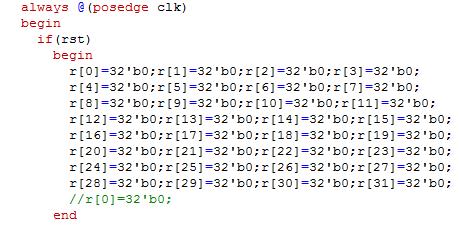 always @(posedge clk)
begin
if(rst)
begin
r[0]=32'b0;r[1]=32'b0;r[2]=32'b0;r[3]=32'b0;
r[4]=32'b0;r[5]=32'b0;r[6]=32'b0;r[7]=32'b0;
r[8]=32'b0;r[9]=32'b0;r[10]=32'b0;r[11]=32'b0;
r[12]=32'b0;r[13]=32'b0;r[14]=32'b0;r[15]=32'b0;
r[16]=32'b0;r[17]=32'b0;r[18]=32'b0;r[19]=32'b0;
r[20]=32'b0;r[21]=32'b0;r[22]=32'b0;r[23]=32'b0;
r[24]=32'b0;r[25]=32'b0;r[26]=32'b0;r[27]=32'b0;
r[28]=32'b0;r[29]=32'b0;r[30]=32'b0;r[31]=32'b0;
//r[0]=32'b0;
end